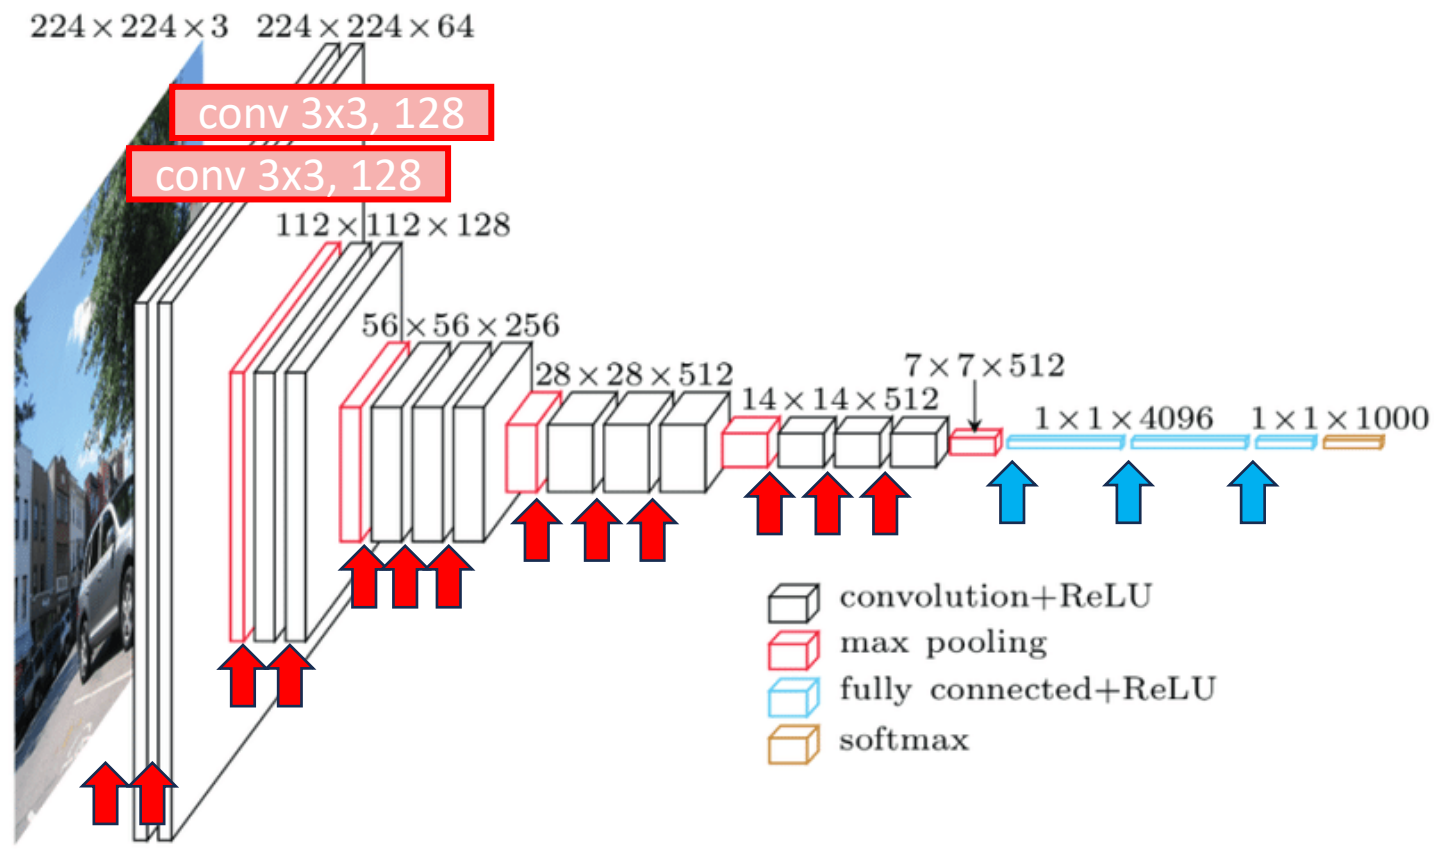 224×224×3
224×224×64
conv 3x3, 128
conv 3x3, 128
112×112×128
56×56×256
28×28×512
14×14×512
7×7×512
1×1×4096
1×1×1000
convolution+ReLU
max pooling
fully connected+ReLU
softmax